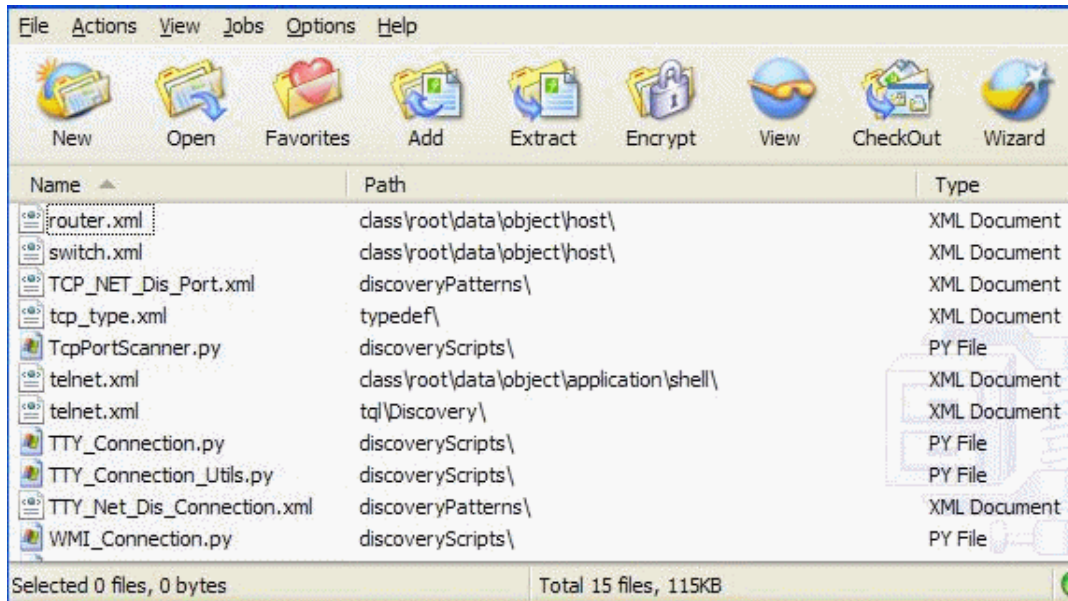 File Actions View Jobs Options Help
New Open Favorites Add Extract Encrypt View CheckOut Wizard
Name Path Type
router.xml class\root\data\object\host\ XML Document
switch.xml class\root\data\object\host\ XML Document
TCP_NET_Dis_Port.xml discoveryPatterns\ XML Document
tcp_type.xml typedef\ XML Document
TcpPortScanner.py discoveryScripts\ PY File
telnet.xml class\root\data\object\application\shell\ XML Document
telnet.xml tql\Discovery\ XML Document
TTY_Connection.py discoveryScripts\ PY File
TTY_Connection_Utils.py discoveryScripts\ PY File
TTY_Net_Dis_Connection.xml discoveryPatterns\ XML Document
WMI_Connection.py discoveryScripts\ PY File
Selected 0 files, 0 bytes Total 15 files, 115KB